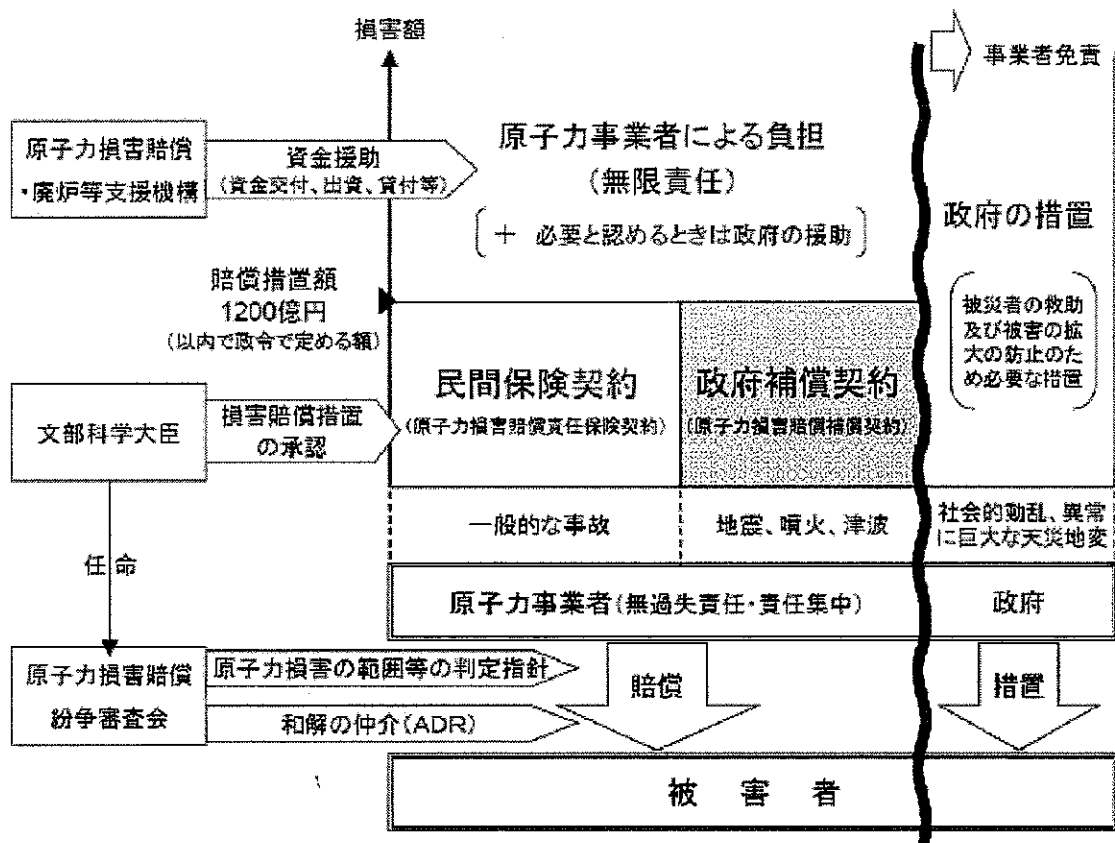 損害額
事業者免責
原子力損害賠償
・廃炉等支援機構
資金援助
(資金交付、出資、貸付等)
原子力事業者による負担
(無限責任)
＋ 必要と認めるときは政府の援助
政府の措置
被災者の救助
及び被害の拡
大の防止のた
め必要な措置
賠償措置額
1200億円
(以内で政令で定める額)
民間保険契約
(原子力損害賠償責任保険契約)
政府補償契約
(原子力損害賠償補償契約)
文部科学大臣
損害賠償措置
の承認
一般的な事故
地震、噴火、津波
社会的動乱、異常
に巨大な天災地変
任命
原子力事業者(無過失責任・責任集中)
政府
原子力損害賠償
紛争審査会
原子力損害の範囲等の判定指針
和解の仲介(ADR)
賠償
措置
被害者